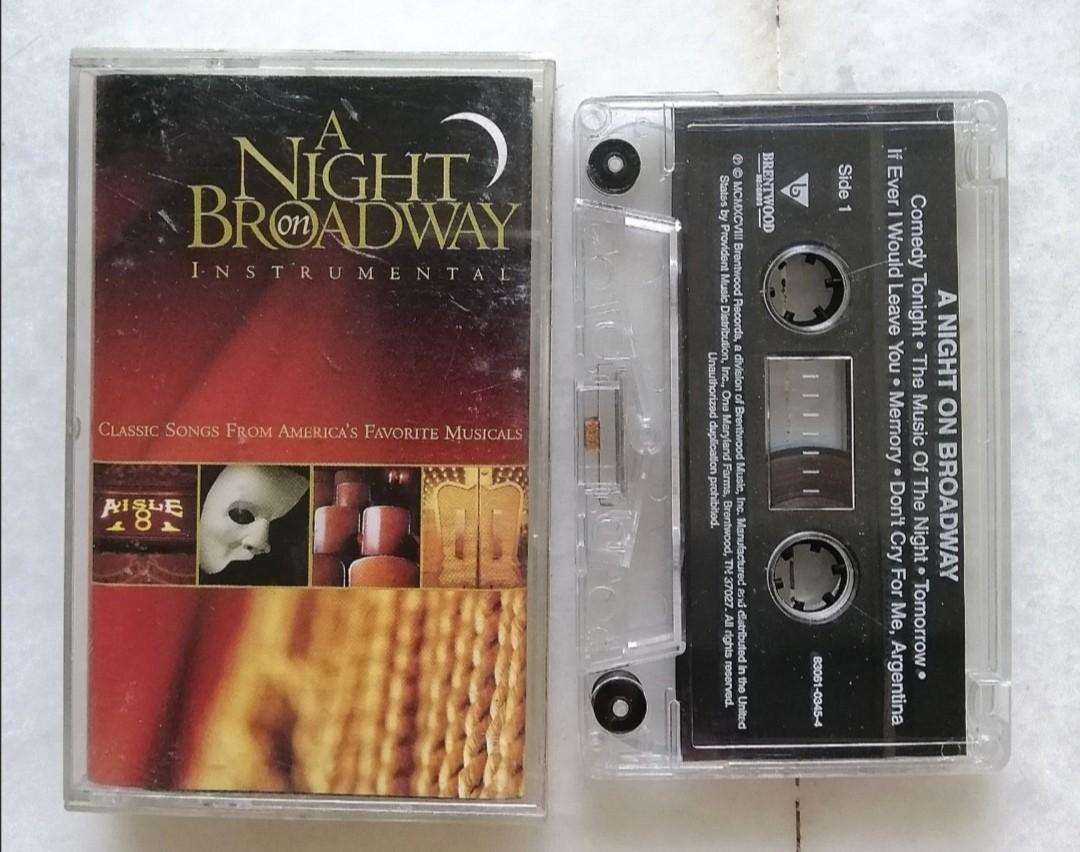 A
NIGHT
on
BROADWAY
INSTRUMENTAL
CLASSIC SONGS FROM AMERICA'S FAVORITE MUSICALS
AISLE
8
A NIGHT ON BROADWAY
Comedy Tonight • The Music Of The Night • Tomorrow •
If Ever I Would Leave You • Memory • Don't Cry For Me, Argentina
Side 1
83061-0345-4
b
BRENTWOOD
RECORDS
℗ © MCMXCVIII Brentwood Records, a division of Brentwood Music, Inc. Manufactured and distributed in the United
States by Provident Music Distribution, Inc., One Maryland Farms, Brentwood, TN 37027. All rights reserved.
Unauthorized duplication prohibited.